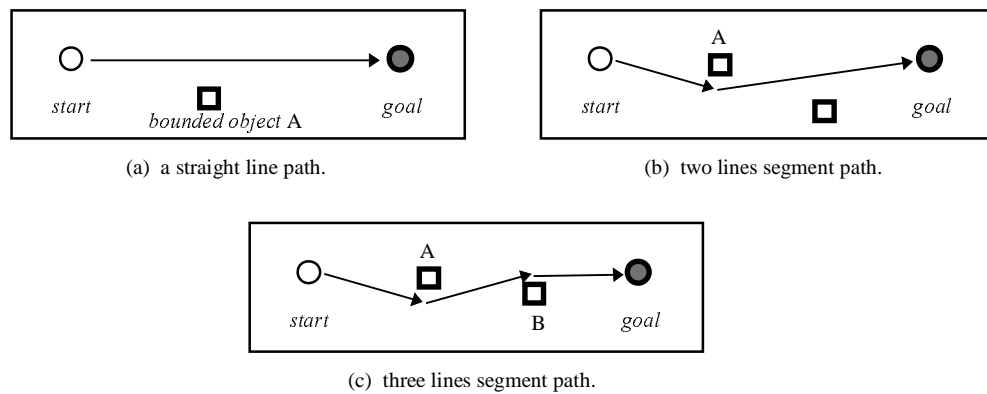 start
goal
bounded object A
(a) a straight line path.
A
start
goal
(b) two lines segment path.
A
start
B
goal
(c) three lines segment path.